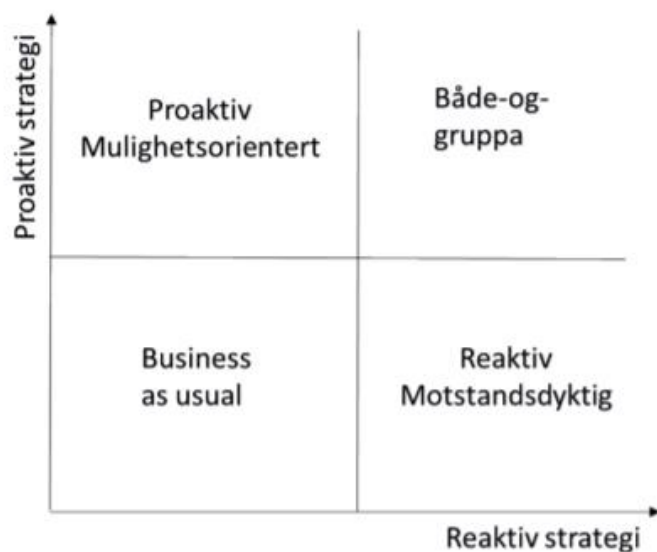 Proaktiv strategi
Proaktiv
Mulighetsorientert
Både-og-
gruppa
Business
as usual
Reaktiv
Motstandsdyktig
Reaktiv strategi